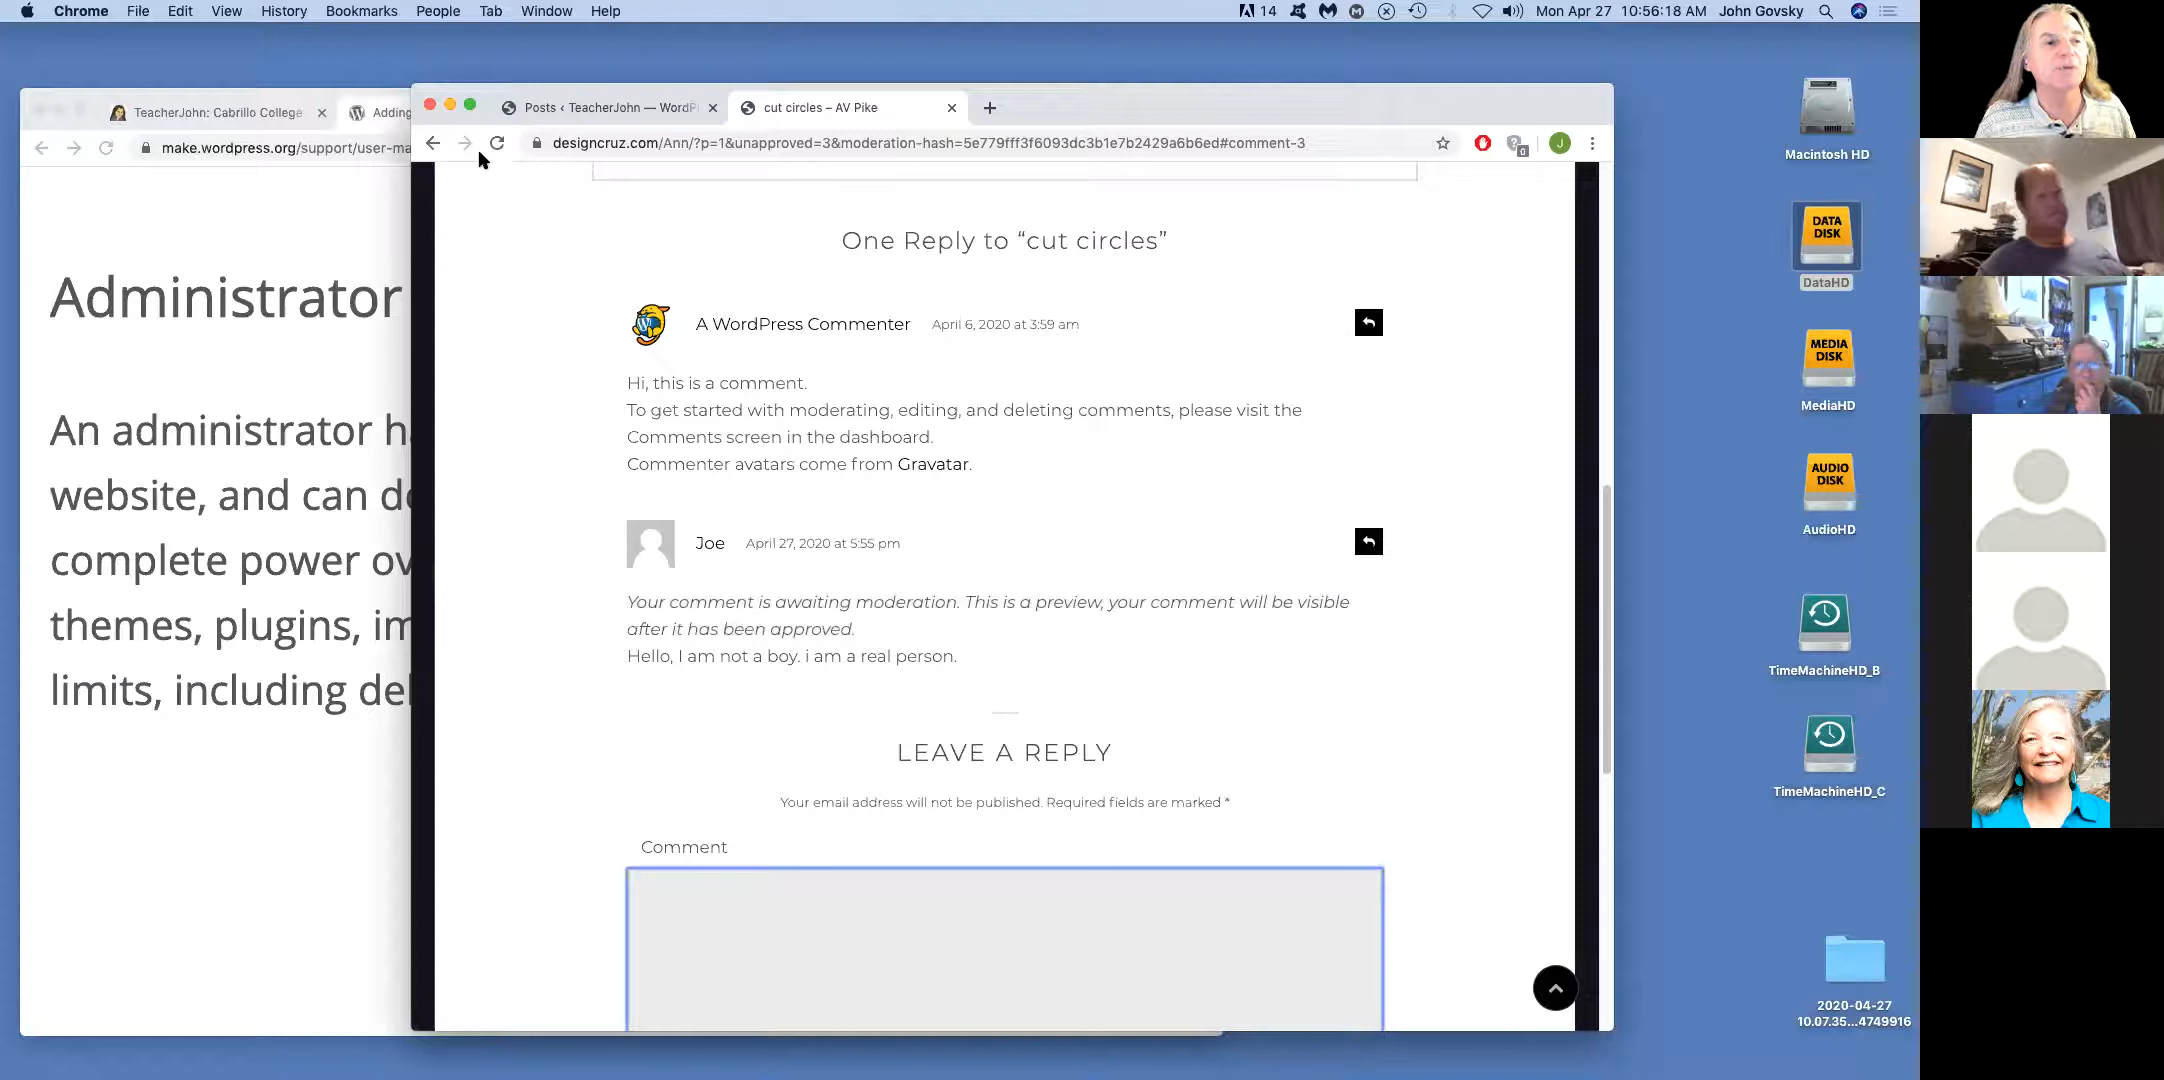 Chrome File Edit View History Bookmarks People Tab Window Help
14 Mon Apr 27 10:56:18 AM John Govsky
TeacherJohn: Cabrillo College
Adding
make.wordpress.org/support/user-ma
Posts ‹ TeacherJohn — WordP
cut circles – AV Pike
designcruz.com/Ann/?p=1&unapproved=3&moderation-hash=5e779fff3f6093dc3b1e7b2429a6b6ed#comment-3
J
0
Administrator
An administrator ha
website, and can do
complete power ov
themes, plugins, im
limits, including del
One Reply to “cut circles”
A WordPress Commenter April 6, 2020 at 3:59 am
Hi, this is a comment.
To get started with moderating, editing, and deleting comments, please visit the
Comments screen in the dashboard.
Commenter avatars come from Gravatar.
Joe April 27, 2020 at 5:55 pm
Your comment is awaiting moderation. This is a preview, your comment will be visible
after it has been approved.
Hello, I am not a boy. i am a real person.
LEAVE A REPLY
Your email address will not be published. Required fields are marked *
Comment
Macintosh HD
DATA
DISK
DataHD
MEDIA
DISK
MediaHD
AUDIO
DISK
AudioHD
TimeMachineHD_B
TimeMachineHD_C
2020-04-27
10.07.35...4749916